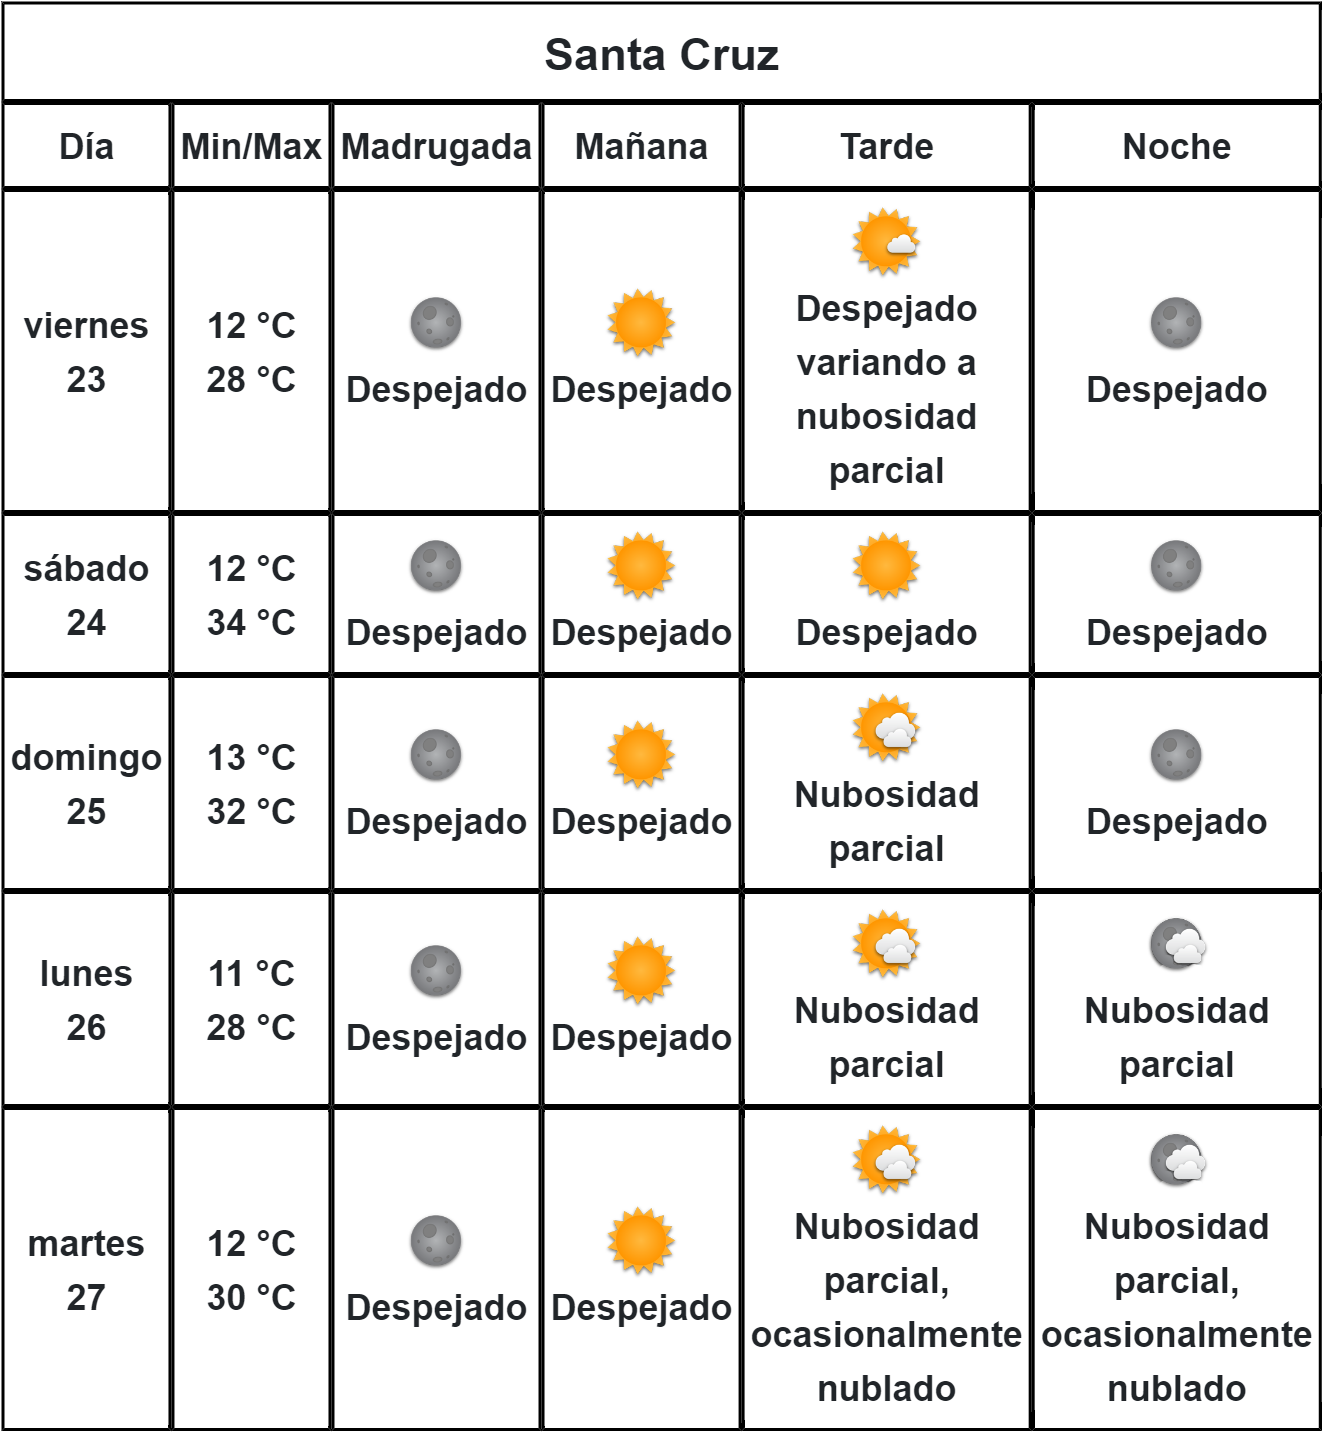 Santa Cruz
Día Min/Max Madrugada Mañana Tarde Noche
viernes
23
12 °C
28 °C
Despejado
Despejado
Despejado
variando a
nubosidad
parcial
Despejado
sábado
24
12 °C
34 °C
Despejado
Despejado
Despejado
Despejado
domingo
25
13 °C
32 °C
Despejado
Despejado
Nubosidad
parcial
Despejado
lunes
26
11 °C
28 °C
Despejado
Despejado
Nubosidad
parcial
Nubosidad
parcial
martes
27
12 °C
30 °C
Despejado
Despejado
Nubosidad
parcial,
ocasionalmente
nublado
Nubosidad
parcial,
ocasionalmente
nublado